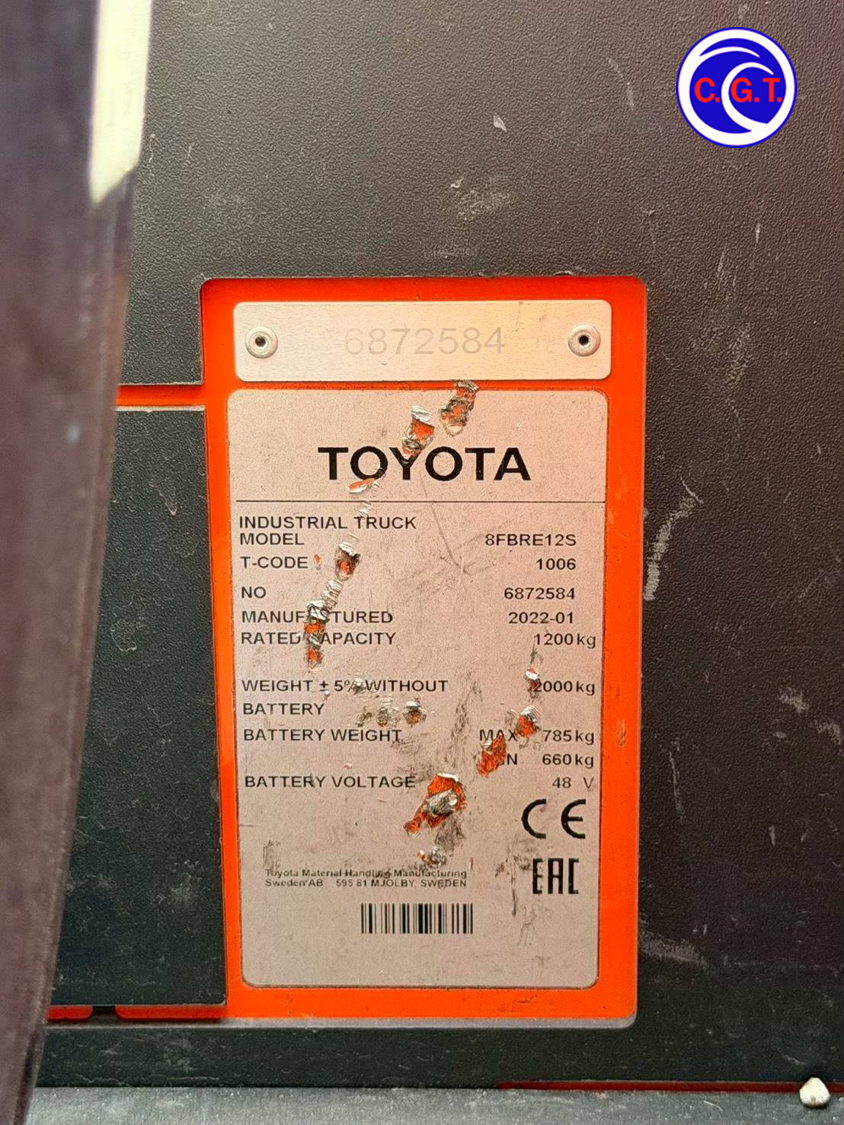 C.G.T.
6872584
TOYOTA
INDUSTRIAL TRUCK
MODEL 8FBRE12S
T-CODE 1006
NO 6872584
MANUFACTURED 2022-01
RATED CAPACITY 1200kg
WEIGHT ± 5% WITHOUT 2000kg
BATTERY
BATTERY WEIGHT MAX 785kg
MIN 660kg
BATTERY VOLTAGE 48 V
CE
EAC
Toyota Material Handling Manufacturing
Sweden AB 595 81 MJOLBY, SWEDEN